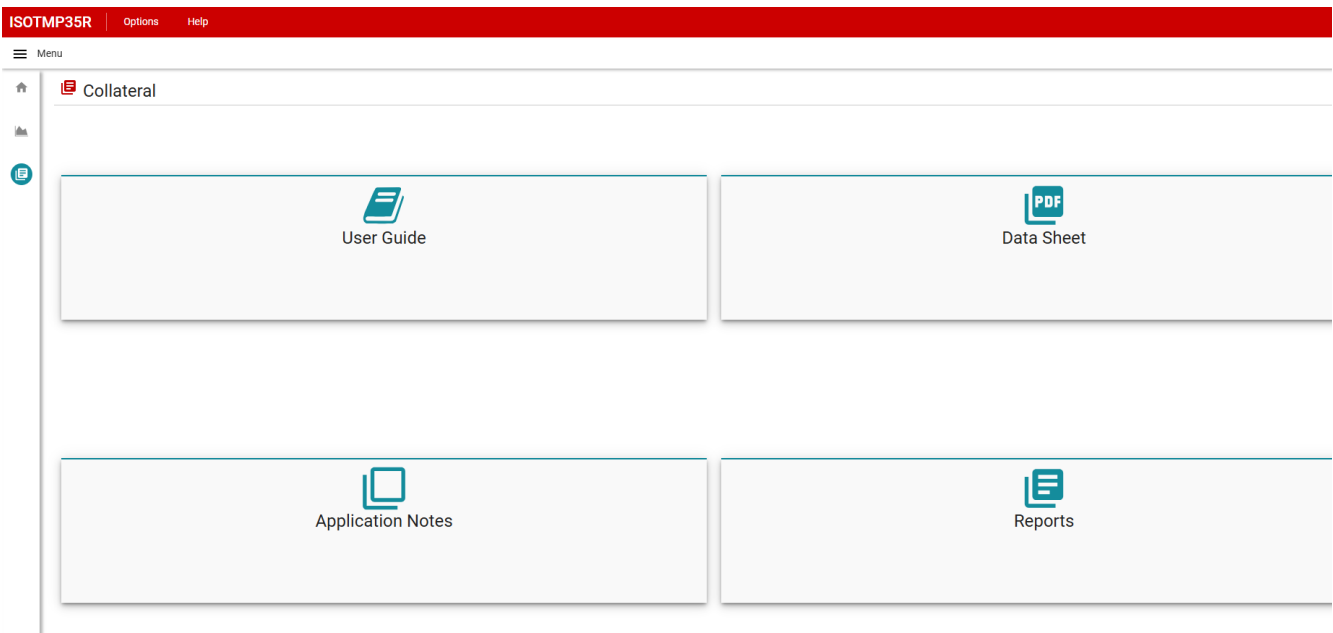 ISOTMP35R Options Help
Menu
Collateral
User Guide
PDF
Data Sheet
Application Notes
Reports